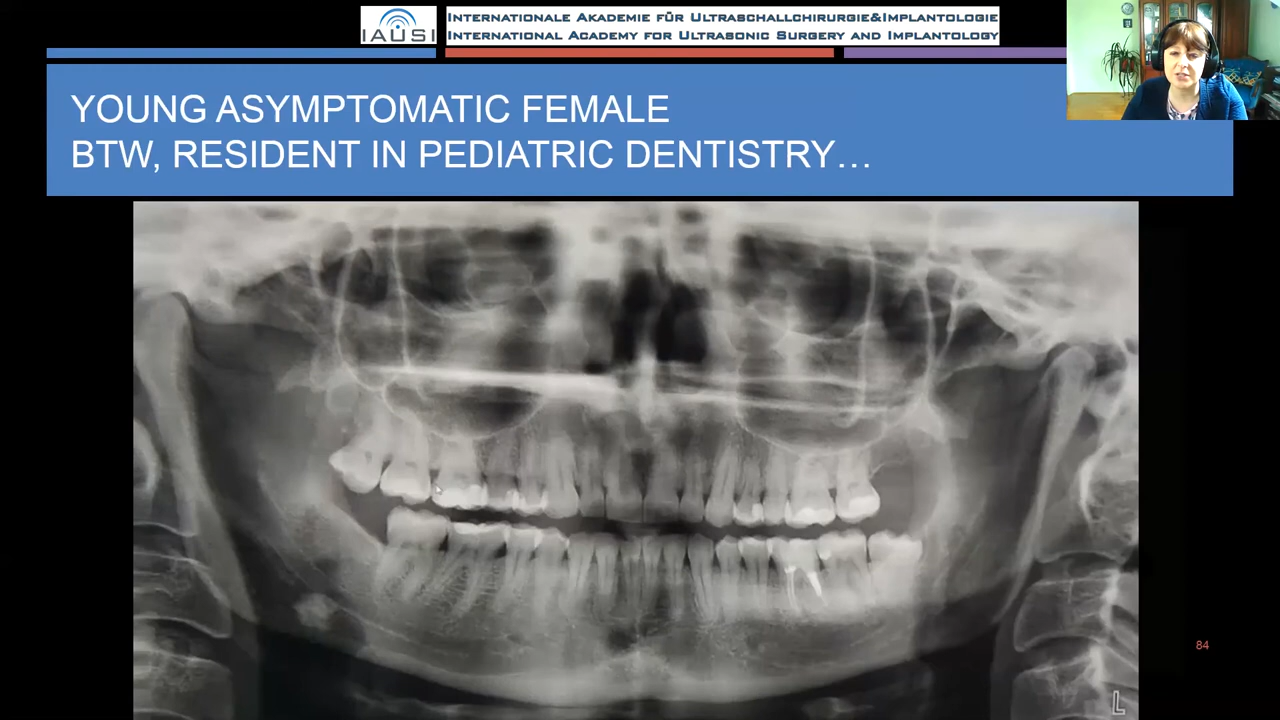 IAUSI
INTERNATIONALE AKADEMIE FÜR ULTRASCHALLCHIRURGIE&IMPLANTOLOGIE
INTERNATIONAL ACADEMY FOR ULTRASONIC SURGERY AND IMPLANTOLOGY
YOUNG ASYMPTOMATIC FEMALE
BTW, RESIDENT IN PEDIATRIC DENTISTRY…
84
L